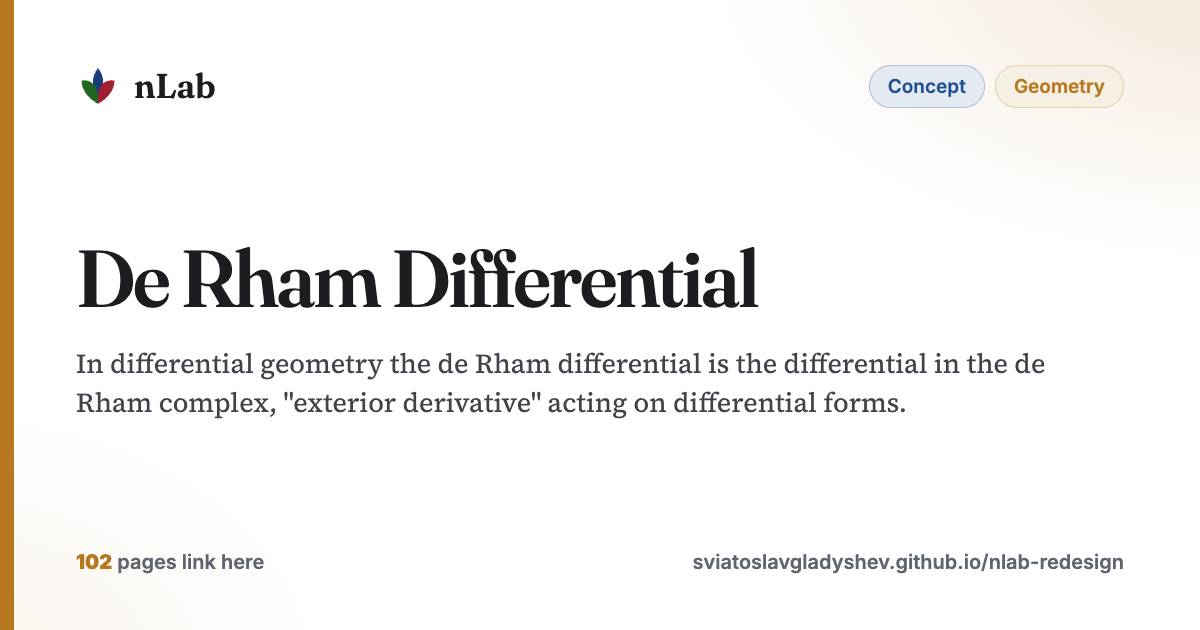 nLab
Concept
Geometry
De Rham Differential
In differential geometry the de Rham differential is the differential in the de
Rham complex, "exterior derivative" acting on differential forms.
102 pages link here
sviatoslavgladyshev.github.io/nlab-redesign